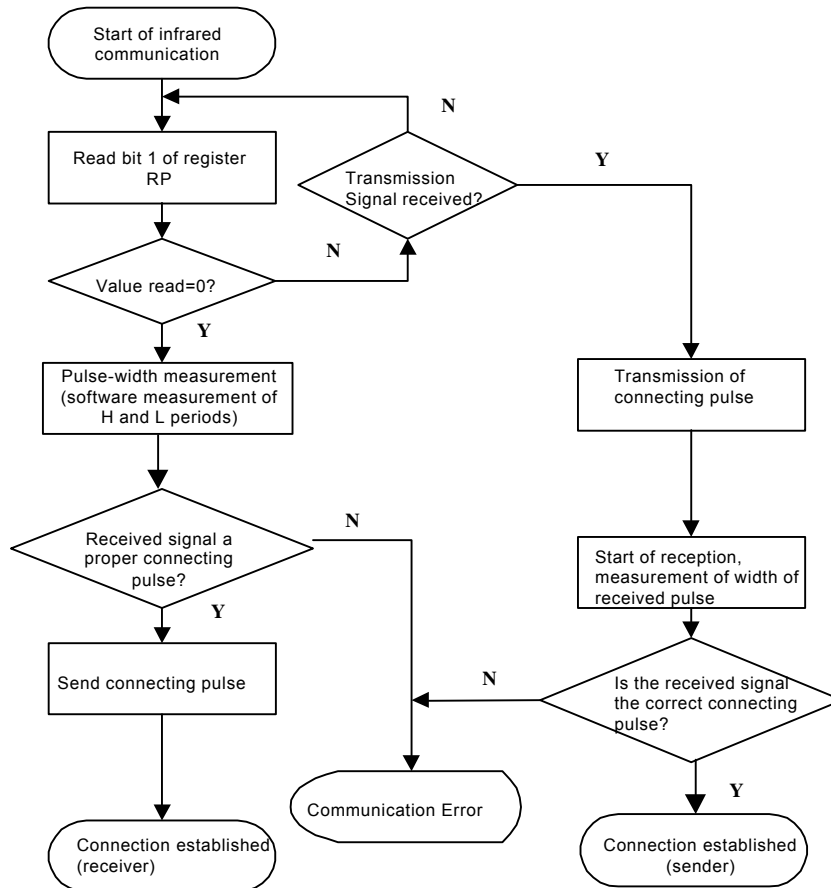 Start of infrared
communication
N
Read bit 1 of register
RP
Transmission
Signal received?
Y
Value read=0?
N
Y
Pulse-width measurement
(software measurement of
H and L periods)
Transmission of
connecting pulse
Received signal a
proper connecting
pulse?
N
Y
Start of reception,
measurement of width of
received pulse
Send connecting pulse
N
Is the received signal
the correct connecting
pulse?
Y
Communication Error
Connection established
(receiver)
Connection established
(sender)